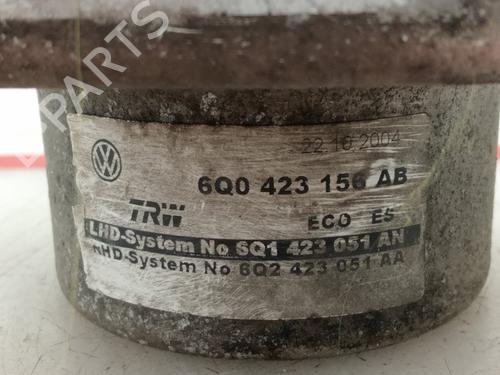 PARTS
22.10.2004
6Q0 423 156 AB
TRW
ECO E5
LHD-System No 6Q1 423 051 AN
RHD-System No 6Q2 423 051 AA